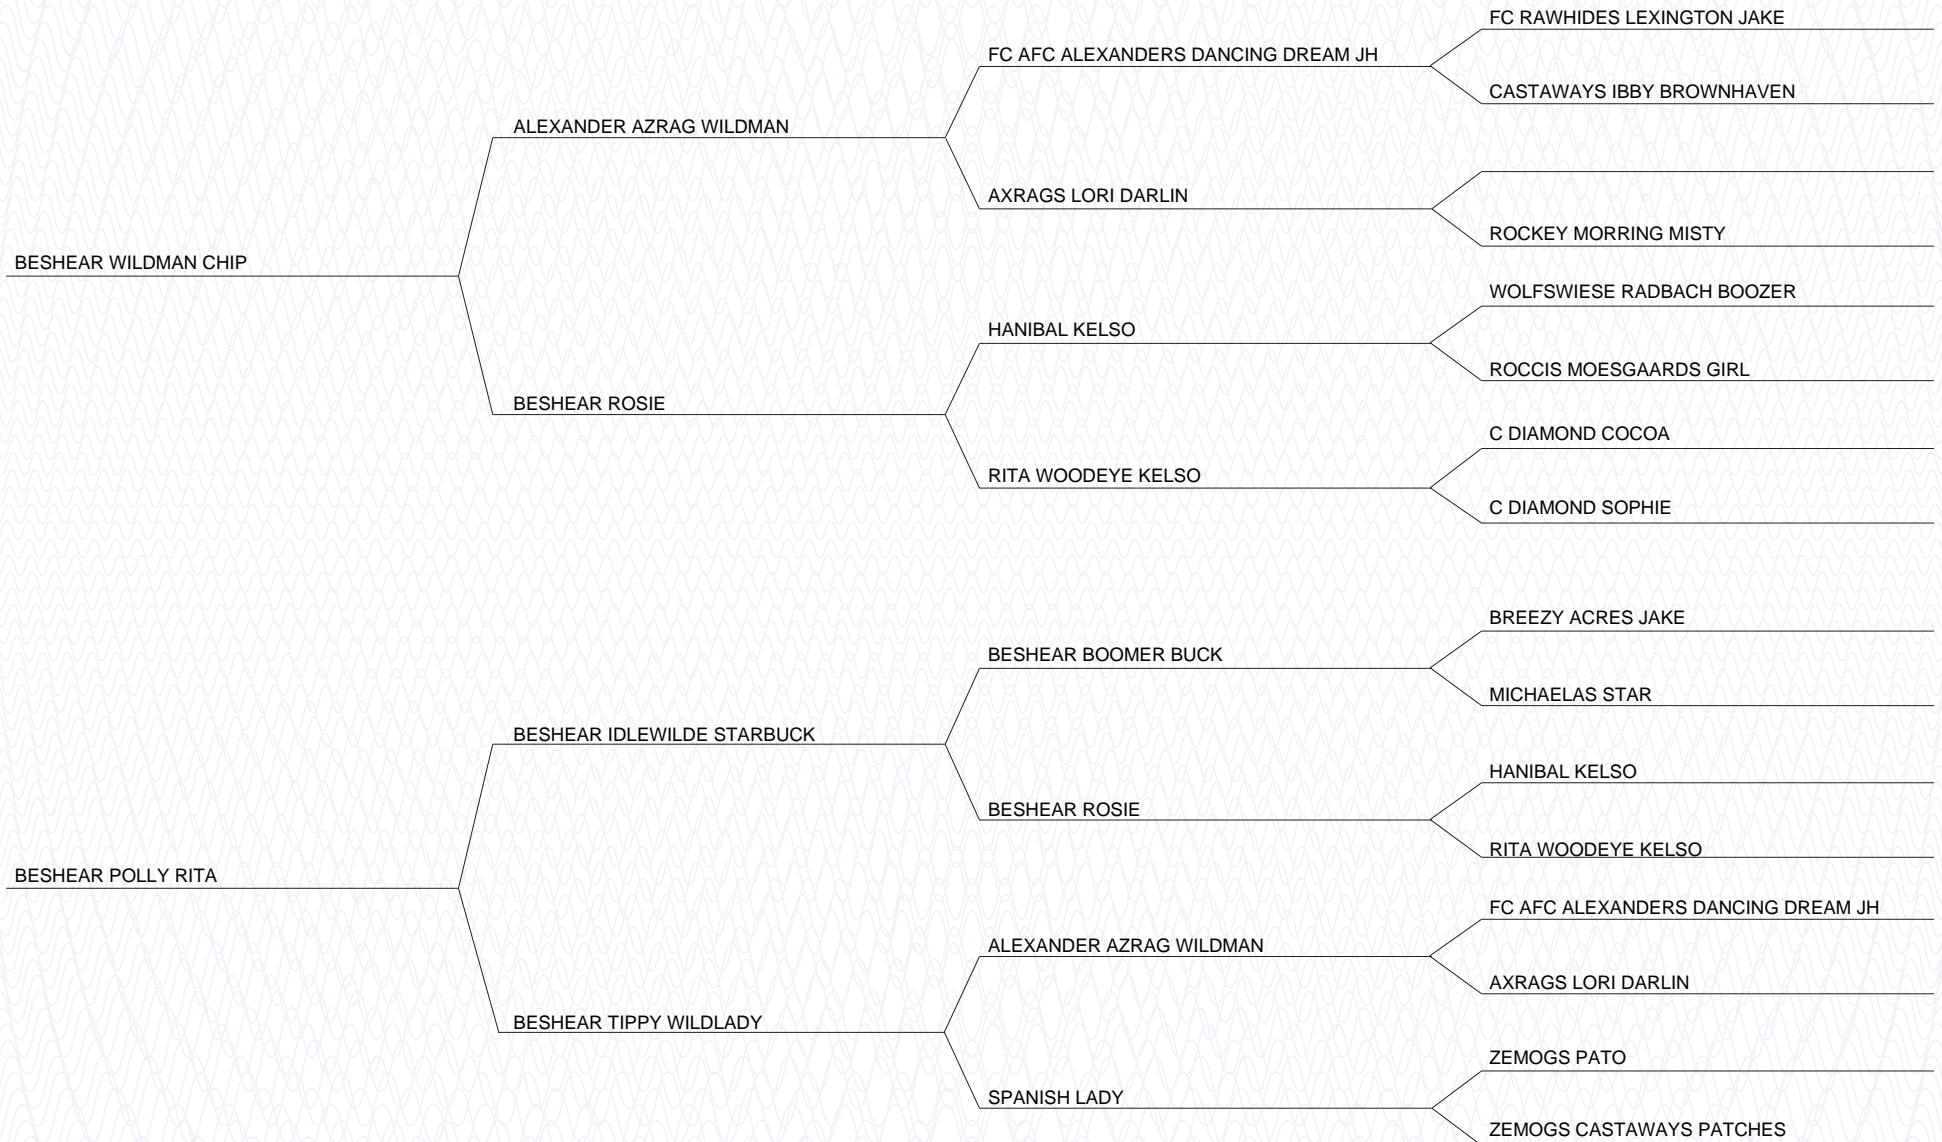 FC RAWHIDES LEXINGTON JAKE
FC AFC ALEXANDERS DANCING DREAM JH
CASTAWAYS IBBY BROWNHAVEN
ALEXANDER AZRAG WILDMAN
AXRAGS LORI DARLIN
ROCKEY MORRING MISTY
BESHEAR WILDMAN CHIP
WOLFSWIESE RADBACH BOOZER
HANIBAL KELSO
ROCCIS MOESGAARDS GIRL
BESHEAR ROSIE
C DIAMOND COCOA
RITA WOODEYE KELSO
C DIAMOND SOPHIE
BREEZY ACRES JAKE
BESHEAR BOOMER BUCK
MICHAELAS STAR
BESHEAR IDLEWILDE STARBUCK
HANIBAL KELSO
BESHEAR ROSIE
RITA WOODEYE KELSO
BESHEAR POLLY RITA
FC AFC ALEXANDERS DANCING DREAM JH
ALEXANDER AZRAG WILDMAN
AXRAGS LORI DARLIN
BESHEAR TIPPY WILDLADY
ZEMOGS PATO
SPANISH LADY
ZEMOGS CASTAWAYS PATCHES